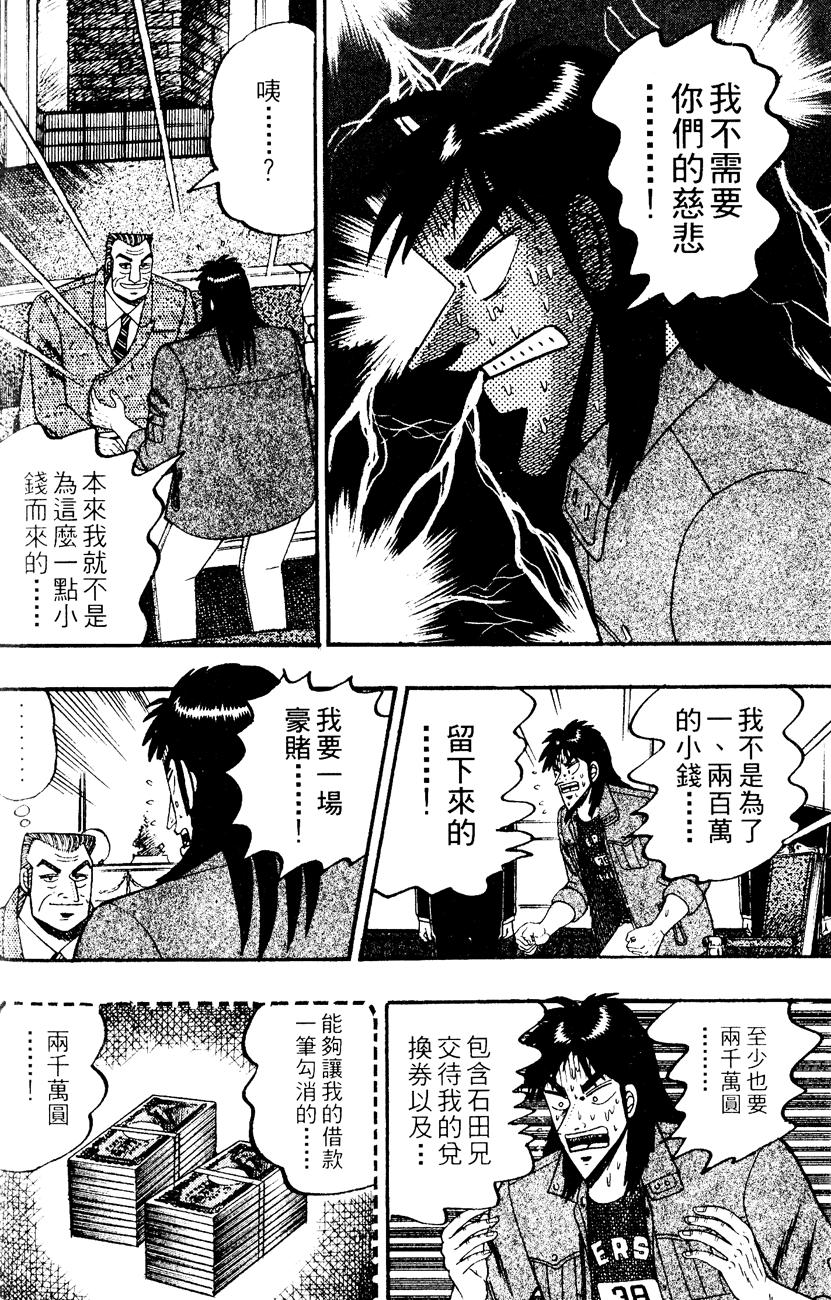 我不需要
你們的慈悲
………！
咦……？
本來我就不是
為這麼一點小
錢而來的……
我不是為了
一、兩百萬
的小錢……
留下來的
………！
我要一場
豪賭……！
………
至少也要
兩千萬圓
………
包含石田兄
交待我的兌
換券以及…
ERS
39
能夠讓我的借款
一筆勾消的……
兩千萬圓
………！